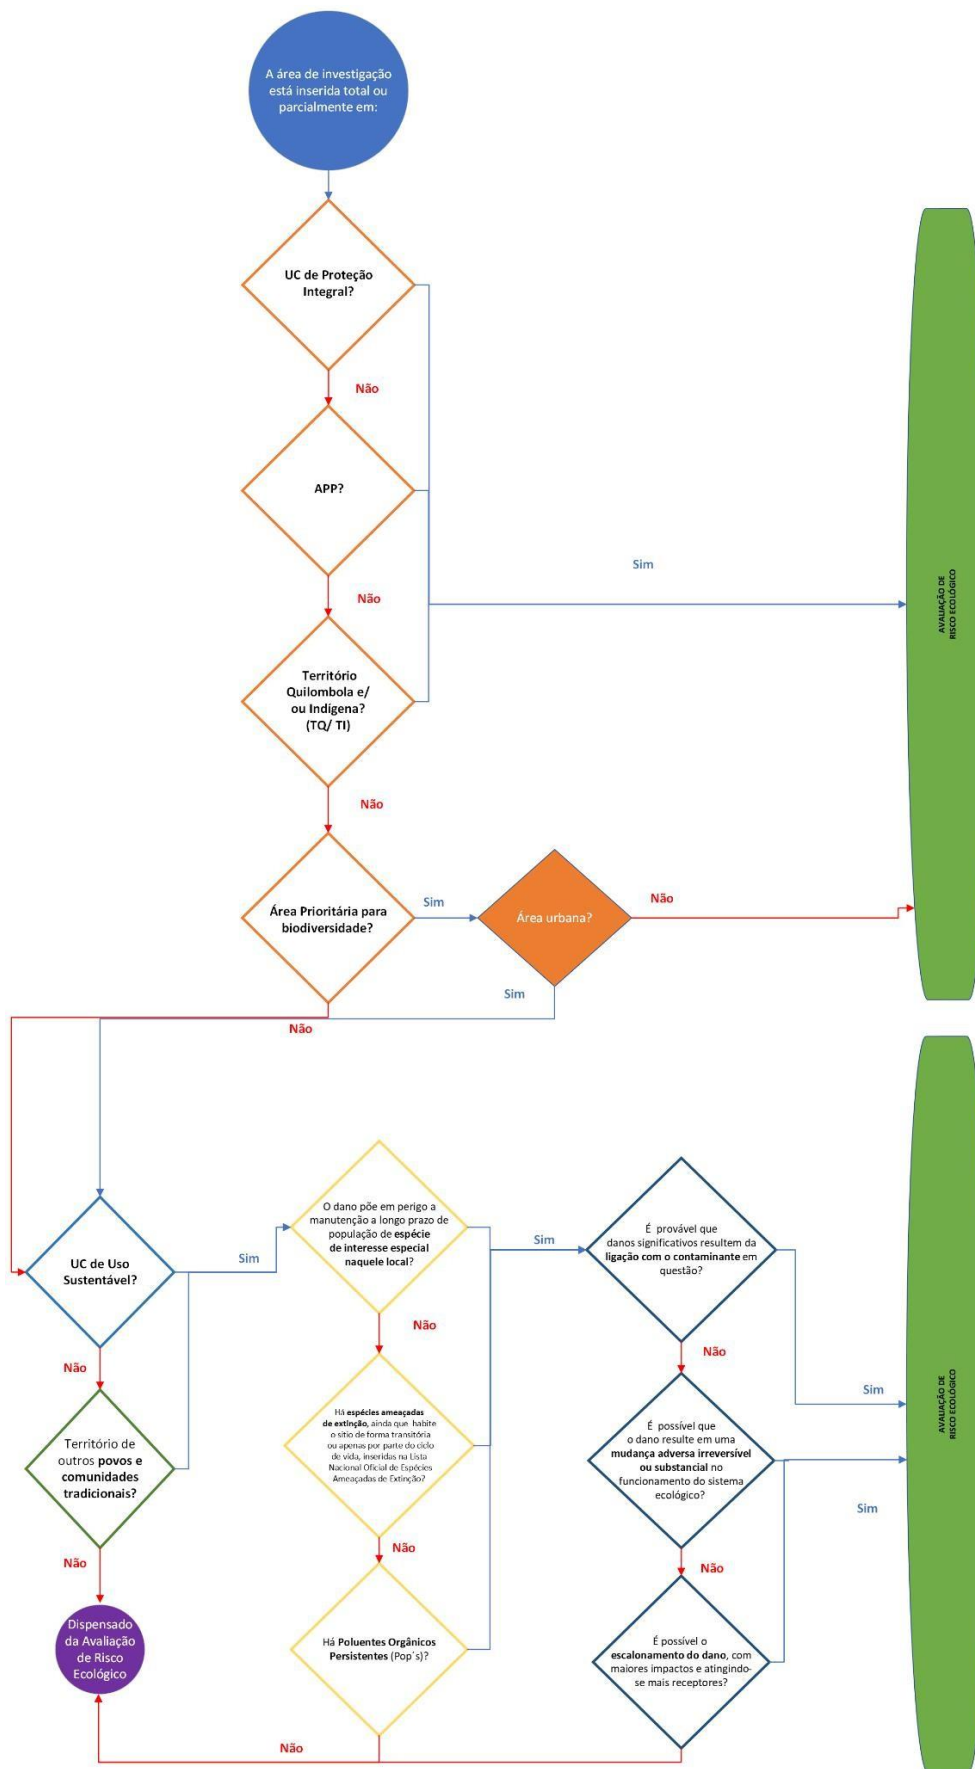 A área de investigação
está inserida total ou
parcialmente em:
UC de Proteção
Integral?
Não
APP?
Sim
AVALIAÇÃO DE
RISCO ECOLÓGICO
Não
Território
Quilombola e/
ou Indígena?
(TQ/ TI)
Não
Área Prioritária para
biodiversidade?
Sim
Área urbana?
Não
Sim
Não
UC de Uso
Sustentável?
Sim
O dano põe em perigo a
manutenção a longo prazo de
população de espécie
de interesse especial
naquele local?
Sim
É provável que
danos significativos resultem da
ligação com o contaminante em
questão?
Não
Não
Não
Sim
AVALIAÇÃO DE
RISCO ECOLÓGICO
Território de
outros povos e
comunidades
tradicionais?
Há espécies ameaçadas
de extinção, ainda que habite
o sítio de forma transitória
ou apenas por parte do ciclo
de vida, inseridas na Lista
Nacional Oficial de Espécies
Ameaçadas de Extinção?
É possível que
o dano resulte em uma
mudança adversa irreversível
ou substancial no
funcionamento do sistema
ecológico?
Sim
Não
Não
Não
Dispensado
da Avaliação
de Risco
Ecológico
Há Poluentes Orgânicos
Persistentes (Pop´s)?
É possível o
escalonamento do dano, com
maiores impactos e atingindo-
se mais receptores?
Não